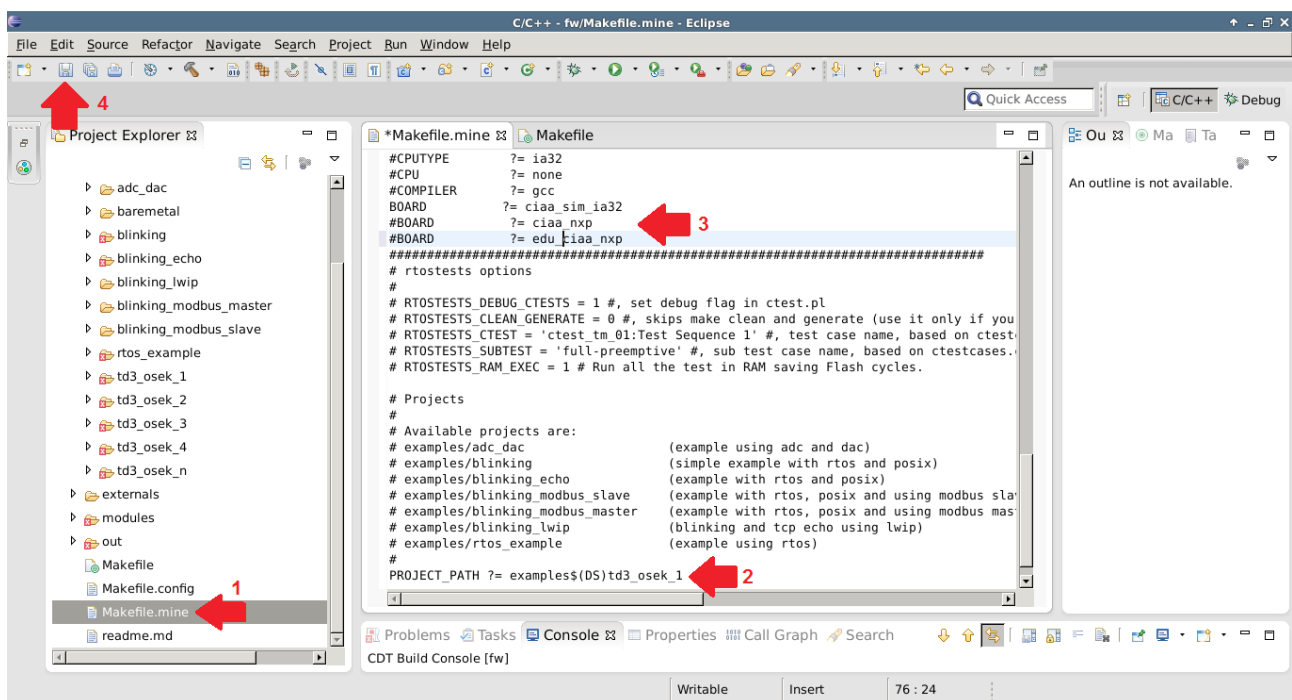 C/C++ - fw/Makefile.mine - Eclipse
File Edit Source Refactor Navigate Search Project Run Window Help
4
Quick Access
C/C++
Debug
Project Explorer
adc_dac
baremetal
blinking
blinking_echo
blinking_lwip
blinking_modbus_master
blinking_modbus_slave
rtos_example
td3_osek_1
td3_osek_2
td3_osek_3
td3_osek_4
td3_osek_n
externals
modules
out
Makefile
Makefile.config
1
Makefile.mine
readme.md
*Makefile.mine
Makefile
#CPUTYPE ?= ia32
#CPU ?= none
#COMPILER ?= gcc
BOARD ?= ciaa_sim_ia32
#BOARD ?= ciaa_nxp
3
#BOARD ?= edu_ciaa_nxp
###############################################################################
# rtostests options
#
# RTOSTESTS_DEBUG_CTESTS = 1 #, set debug flag in ctest.pl
# RTOSTESTS_CLEAN_GENERATE = 0 #, skips make clean and generate (use it only if you
# RTOSTESTS_CTEST = 'ctest_tm_01:Test Sequence 1' #, test case name, based on ctest
# RTOSTESTS_SUBTEST = 'full-preemptive' #, sub test case name, based on ctestcases.
# RTOSTESTS_RAM_EXEC = 1 # Run all the test in RAM saving Flash cycles.
# Projects
#
# Available projects are:
# examples/adc_dac (example using adc and dac)
# examples/blinking (simple example with rtos and posix)
# examples/blinking_echo (example with rtos and posix)
# examples/blinking_modbus_slave (example with rtos, posix and using modbus sla
# examples/blinking_modbus_master (example with rtos, posix and using modbus mas
# examples/blinking_lwip (blinking and tcp echo using lwip)
# examples/rtos_example (example using rtos)
#
PROJECT_PATH ?= examples$(DS)td3_osek_1
2
Ou
Ma
Ta
An outline is not available.
Problems Tasks Console Properties Call Graph Search
CDT Build Console [fw]
Writable Insert 76 : 24